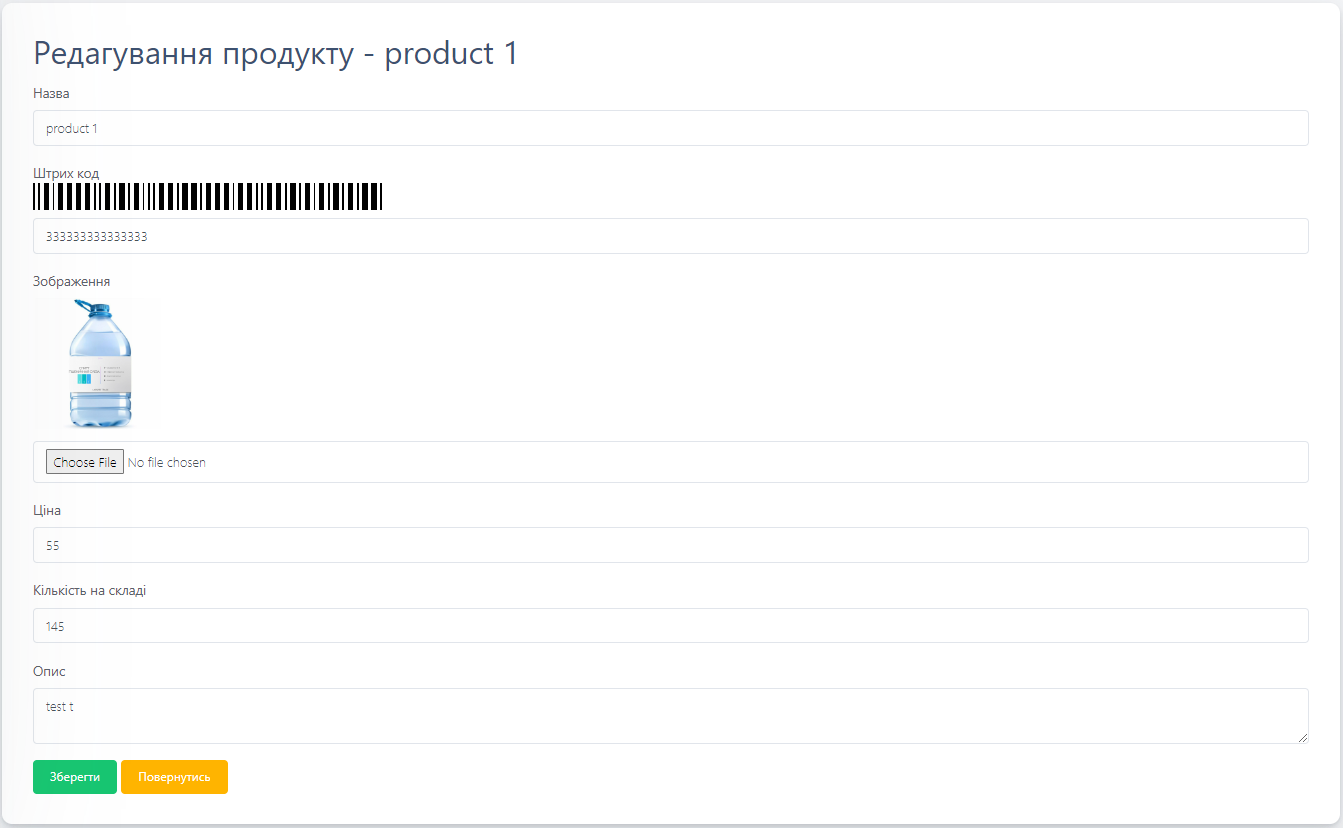 Редагування продукту - product 1
Назва
product 1
Штрих код
333333333333333
Зображення
Choose File No file chosen
Ціна
55
Кількість на складі
145
Опис
test t
Зберегти Повернутись